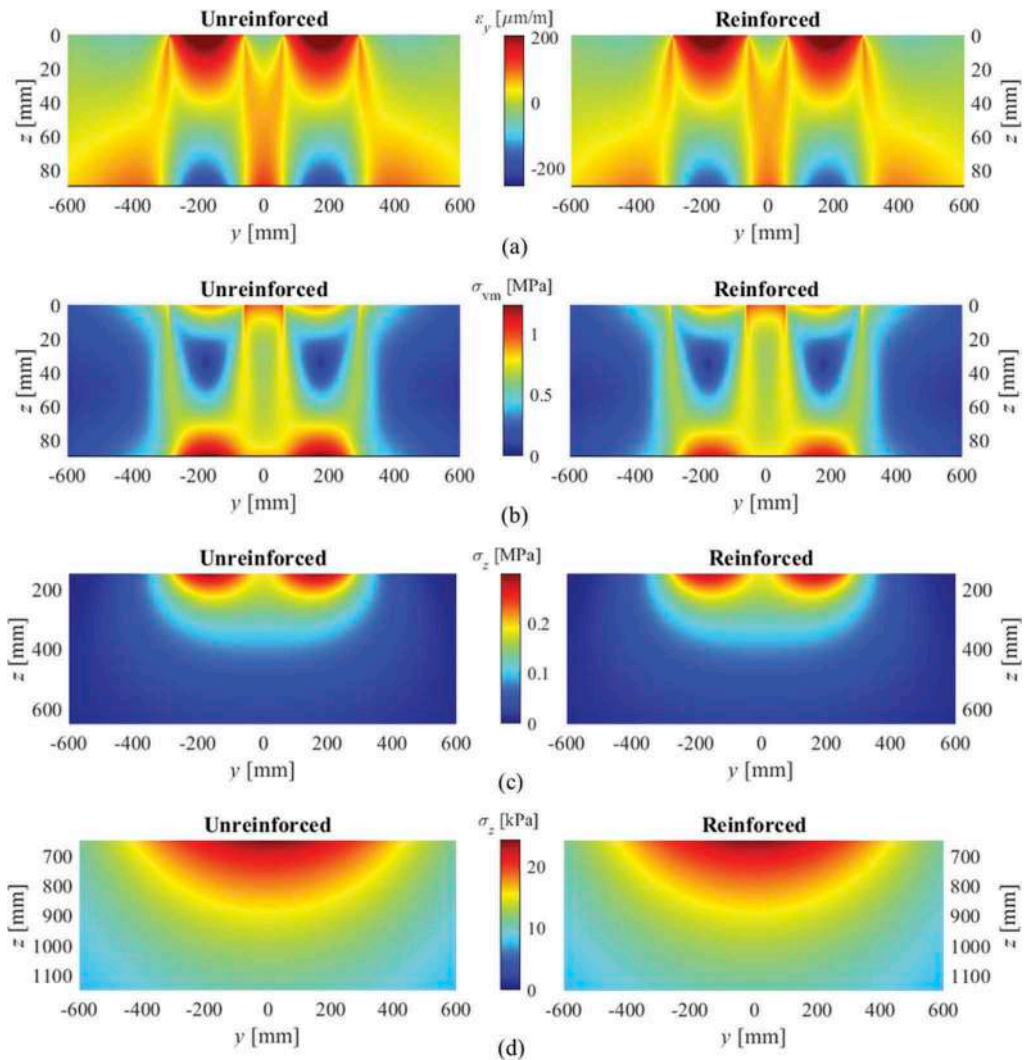 Unreinforced εy [μm/m] Reinforced
0 200 0
20 20
40 0 40
60 60
80 -200 80
z [mm] z [mm]
-600 -400 -200 0 200 400 600 -600 -400 -200 0 200 400 600
y [mm] y [mm]
(a)
Unreinforced σvm [MPa] Reinforced
0 0
20 1 20
40 40
60 0.5 60
80 0 80
z [mm] z [mm]
-600 -400 -200 0 200 400 600 -600 -400 -200 0 200 400 600
y [mm] y [mm]
(b)
Unreinforced σz [MPa] Reinforced
200 0.2 200
400 0.1 400
600 0 600
z [mm] z [mm]
-600 -400 -200 0 200 400 600 -600 -400 -200 0 200 400 600
y [mm] y [mm]
(c)
Unreinforced σz [kPa] Reinforced
700 20 700
800 800
900 10 900
1000 1000
1100 0 1100
z [mm] z [mm]
-600 -400 -200 0 200 400 600 -600 -400 -200 0 200 400 600
y [mm] y [mm]
(d)